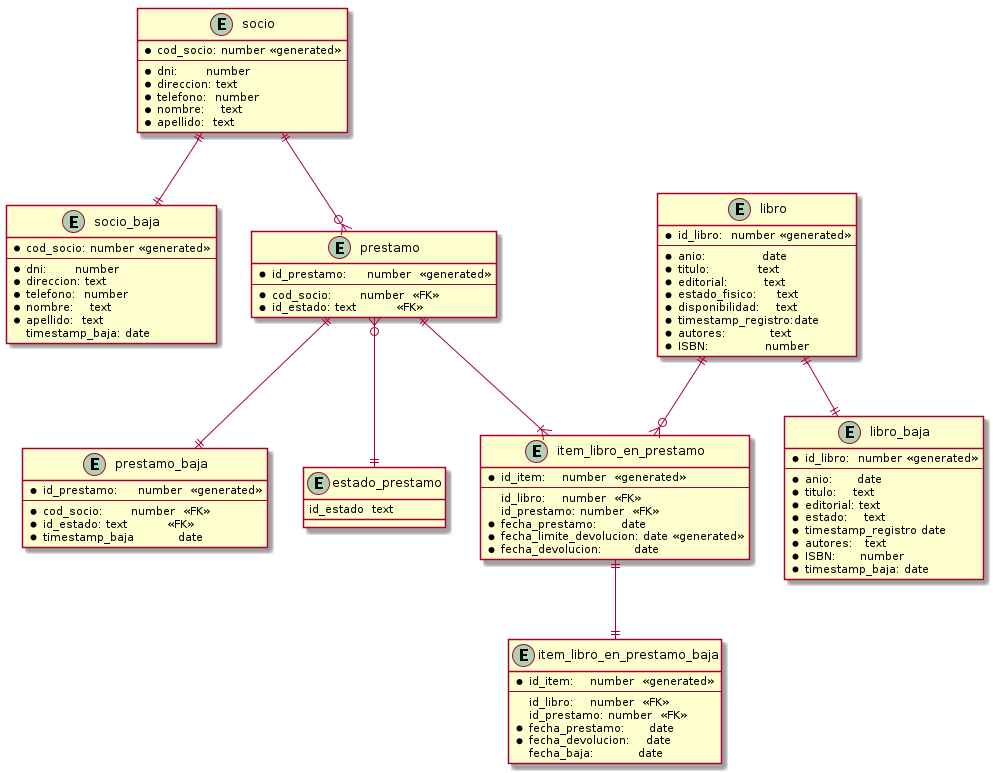 E socio
cod_socio: number «generated»
dni: number
direccion: text
telefono: number
nombre: text
apellido: text
E socio_baja
cod_socio: number «generated»
dni: number
direccion: text
telefono: number
nombre: text
apellido: text
timestamp_baja: date
E prestamo
id_prestamo: number «generated»
cod_socio: number «FK»
id_estado: text «FK»
E libro
id_libro: number «generated»
anio: date
titulo: text
editorial: text
estado_fisico: text
disponibilidad: text
timestamp_registro:date
autores: text
ISBN: number
E prestamo_baja
id_prestamo: number «generated»
cod_socio: number «FK»
id_estado: text «FK»
timestamp_baja date
E estado_prestamo
id_estado text
E item_libro_en_prestamo
id_item: number «generated»
id_libro: number «FK»
id_prestamo: number «FK»
fecha_prestamo: date
fecha_limite_devolucion: date «generated»
fecha_devolucion: date
E libro_baja
id_libro: number «generated»
anio: date
titulo: text
editorial: text
estado: text
timestamp_registro date
autores: text
ISBN: number
timestamp_baja: date
E item_libro_en_prestamo_baja
id_item: number «generated»
id_libro: number «FK»
id_prestamo: number «FK»
fecha_prestamo: date
fecha_devolucion: date
fecha_baja: date